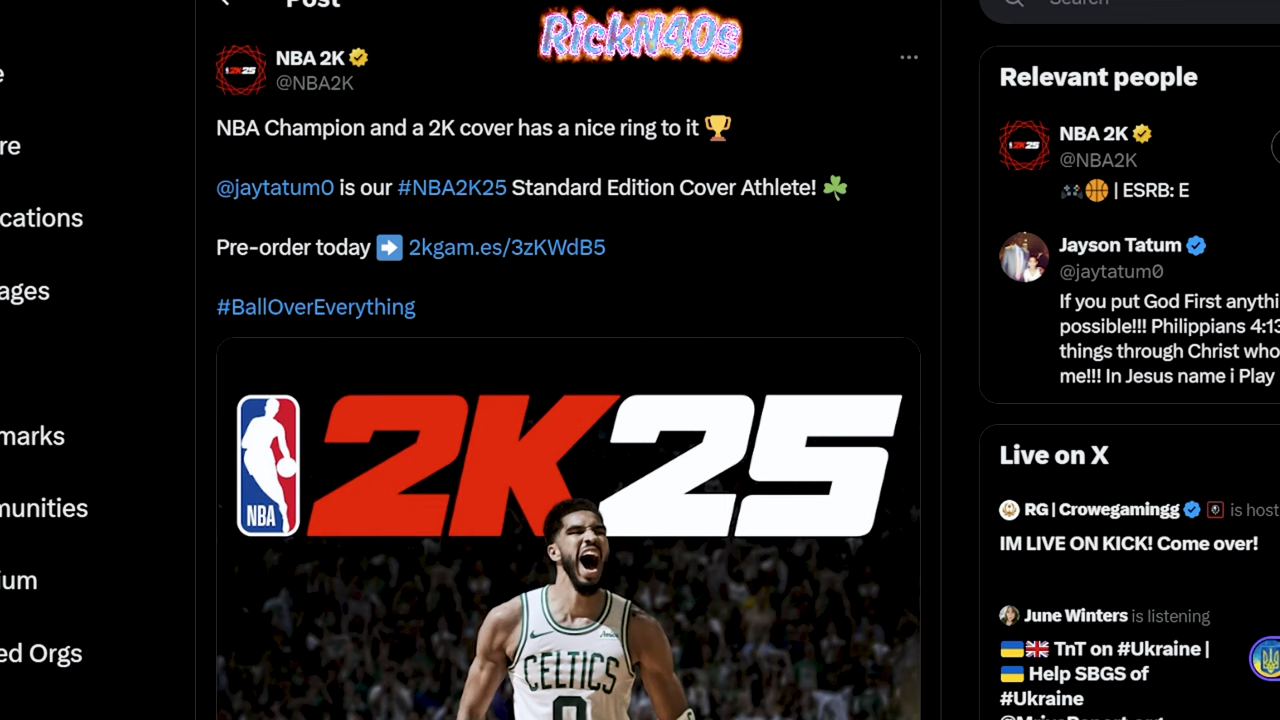 Post
Search
RickN40s
NBA 2K
@NBA2K
NBA Champion and a 2K cover has a nice ring to it 🏆
@jaytatum0 is our #NBA2K25 Standard Edition Cover Athlete! ☘️
Pre-order today ➡️ 2kgam.es/3zKWdB5
#BallOverEverything
NBA
2K25
CELTICS
0
e
re
cations
ages
marks
munities
ium
ed Orgs
Relevant people
NBA 2K
@NBA2K
🎮🏀 | ESRB: E
Jayson Tatum
@jaytatum0
If you put God First anythi
possible!!! Philippians 4:13
things through Christ who
me!!! In Jesus name i Play
Live on X
RG | Crowegamingg is host
IM LIVE ON KICK! Come over!
June Winters is listening
🇺🇦🇬🇧 TnT on #Ukraine |
🇺🇦 Help SBGS of
#Ukraine